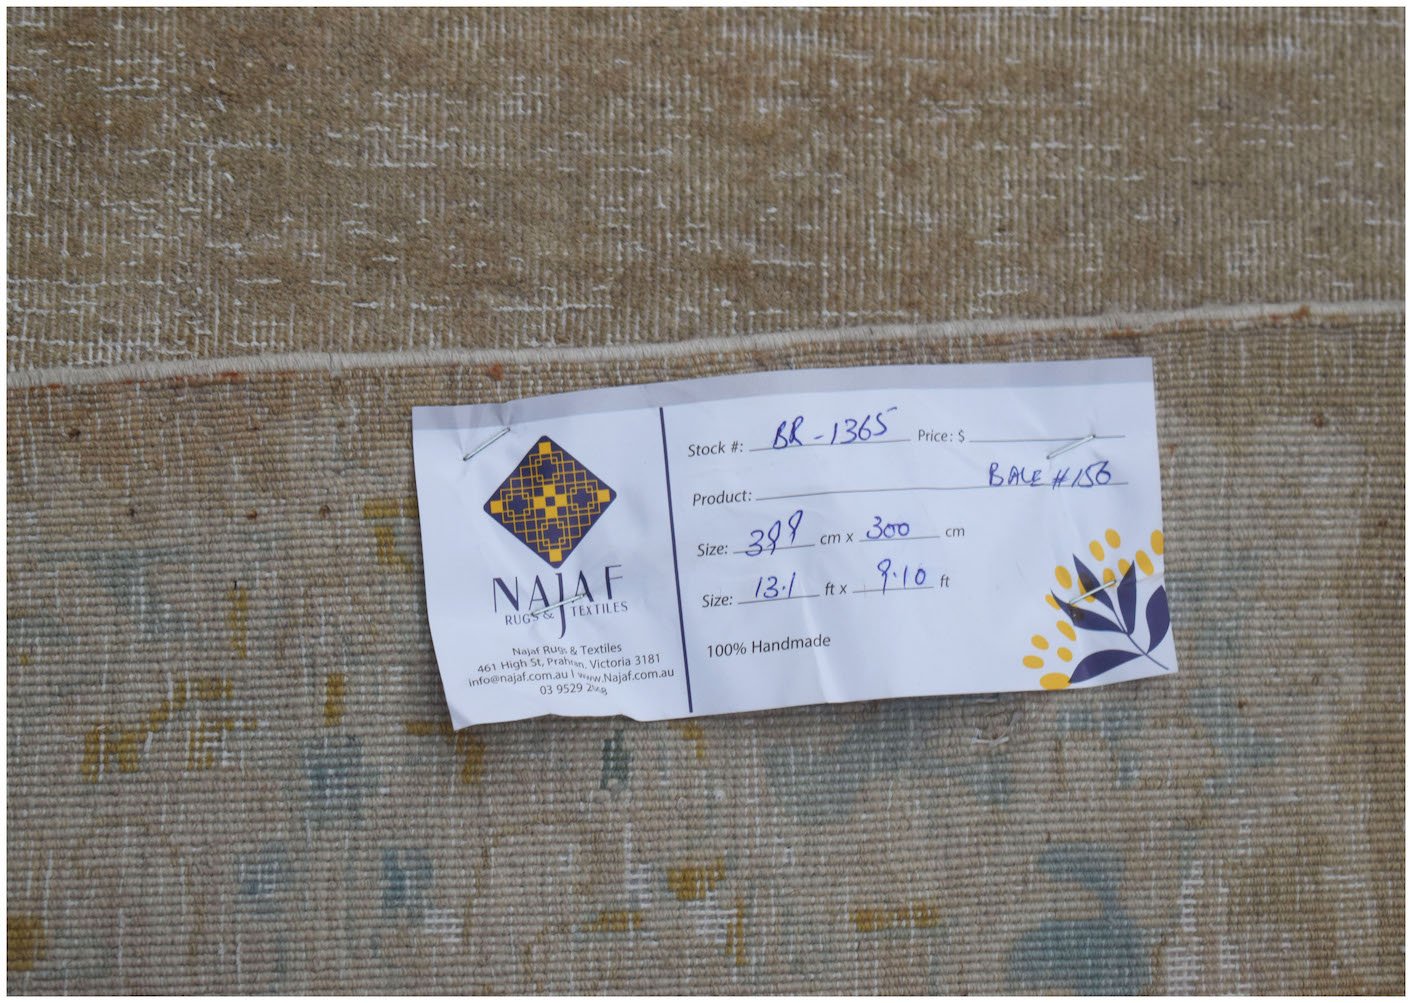 NAJAF
RUGS & TEXTILES
Najaf Rugs & Textiles
461 High St, Prahran, Victoria 3181
info@najaf.com.au | www.Najaf.com.au
03 9529
Stock #: BR-1365 Price: $
Product: BALE #156
Size: 399 cm x 300 cm
Size: 13.1 ft x 9.10 ft
100% Handmade